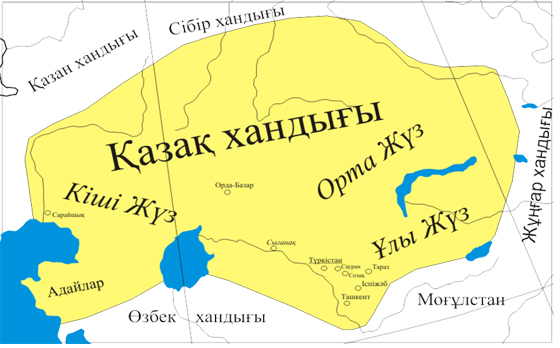 Сібір хандығы
Қазан хандығы
Қазақ хандығы
Орта Жүз
Кіші Жүз
Орда-Базар
Жұңғар хандығы
Сарайшық
Ұлы Жүз
Сығанақ
Түркістан
Сауран
Тараз
Созақ
Испіжәб
Ташкент
Адайлар
Моғұлстан
Өзбек хандығы